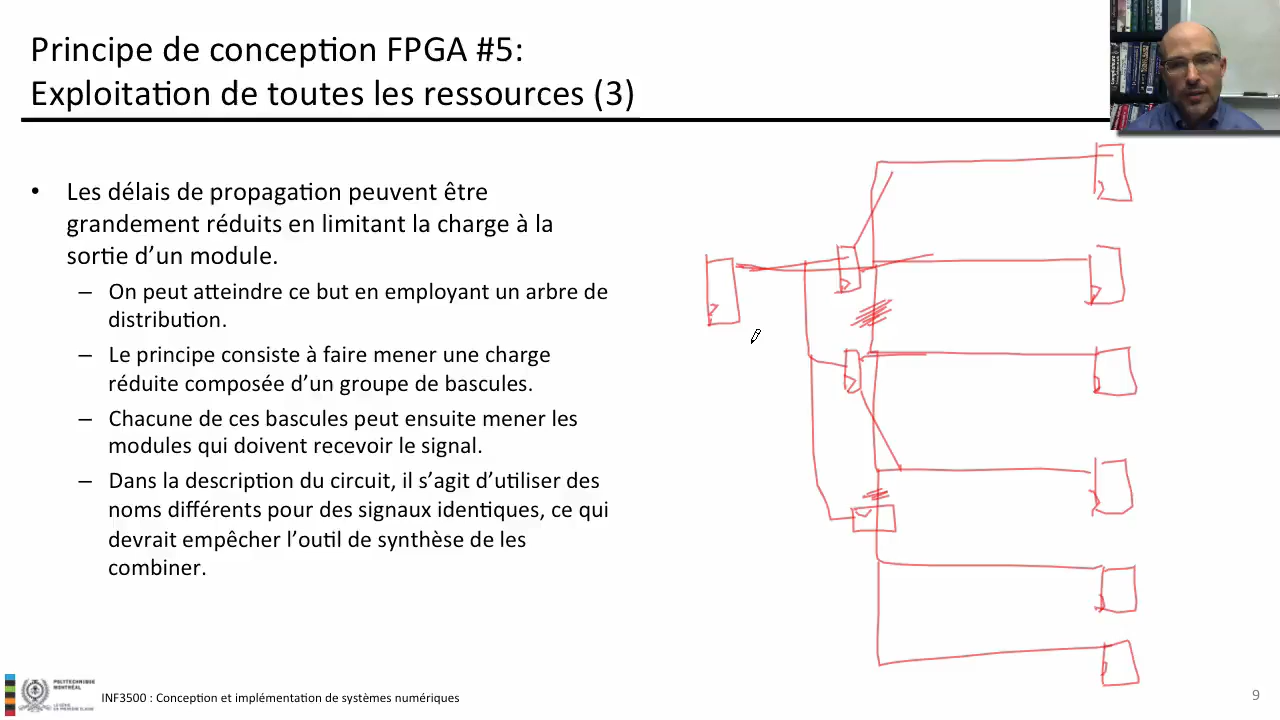 Principe de conception FPGA #5:
Exploitation de toutes les ressources (3)
• Les délais de propagation peuvent être
grandement réduits en limitant la charge à la
sortie d'un module.
– On peut atteindre ce but en employant un arbre de
distribution.
– Le principe consiste à faire mener une charge
réduite composée d'un groupe de bascules.
– Chacune de ces bascules peut ensuite mener les
modules qui doivent recevoir le signal.
– Dans la description du circuit, il s'agit d'utiliser des
noms différents pour des signaux identiques, ce qui
devrait empêcher l'outil de synthèse de les
combiner.
POLYTECHNIQUE
MONTRÉAL
INF3500 : Conception et implémentation de systèmes numériques
9